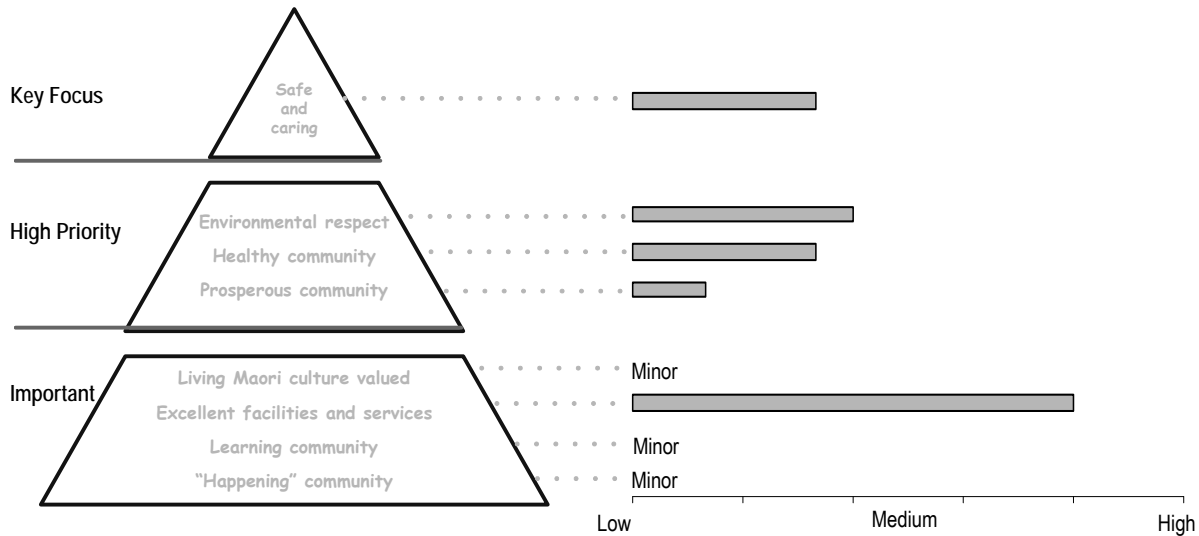 Key Focus
Safe
and
caring
High Priority
Environmental respect
Healthy community
Prosperous community
Important
Living Maori culture valued
Minor
Excellent facilities and services
Learning community
Minor
“Happening” community
Minor
Low
Medium
High